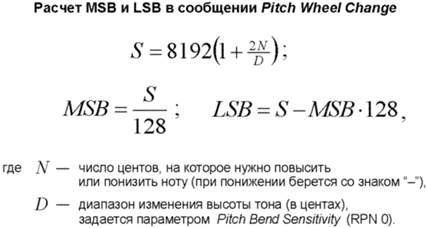 Расчет MSB и LSB в сообщении Pitch Wheel Change
S = 8192(1 + 2N/D) ;
MSB = S/128 ; LSB = S – MSB · 128 ,
где N — число центов, на которое нужно повысить
или понизить ноту (при понижении берется со знаком “–”),
D — диапазон изменения высоты тона (в центах),
задается параметром Pitch Bend Sensitivity (RPN 0).